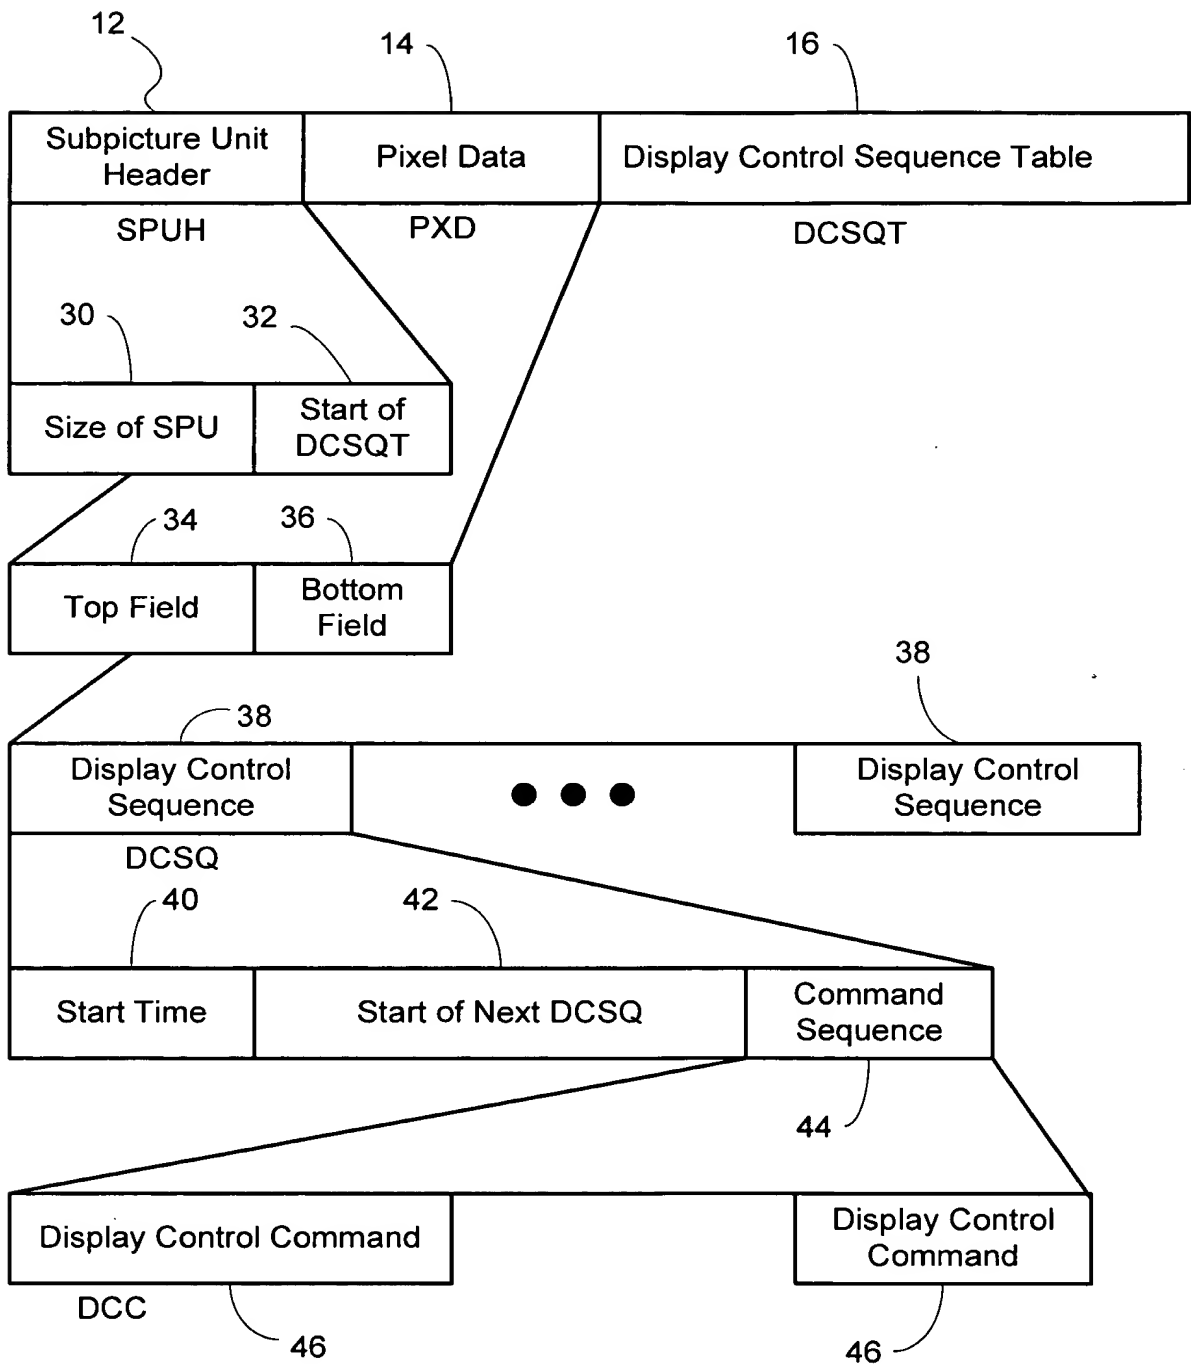 12
14
16
Subpicture Unit
Header
Pixel Data
Display Control Sequence Table
SPUH
PXD
DCSQT
30
32
Size of SPU
Start of
DCSQT
34
36
Top Field
Bottom
Field
38
38
Display Control
Sequence
Display Control
Sequence
DCSQ
40
42
Start Time
Start of Next DCSQ
Command
Sequence
44
Display Control Command
Display Control
Command
DCC
46
46